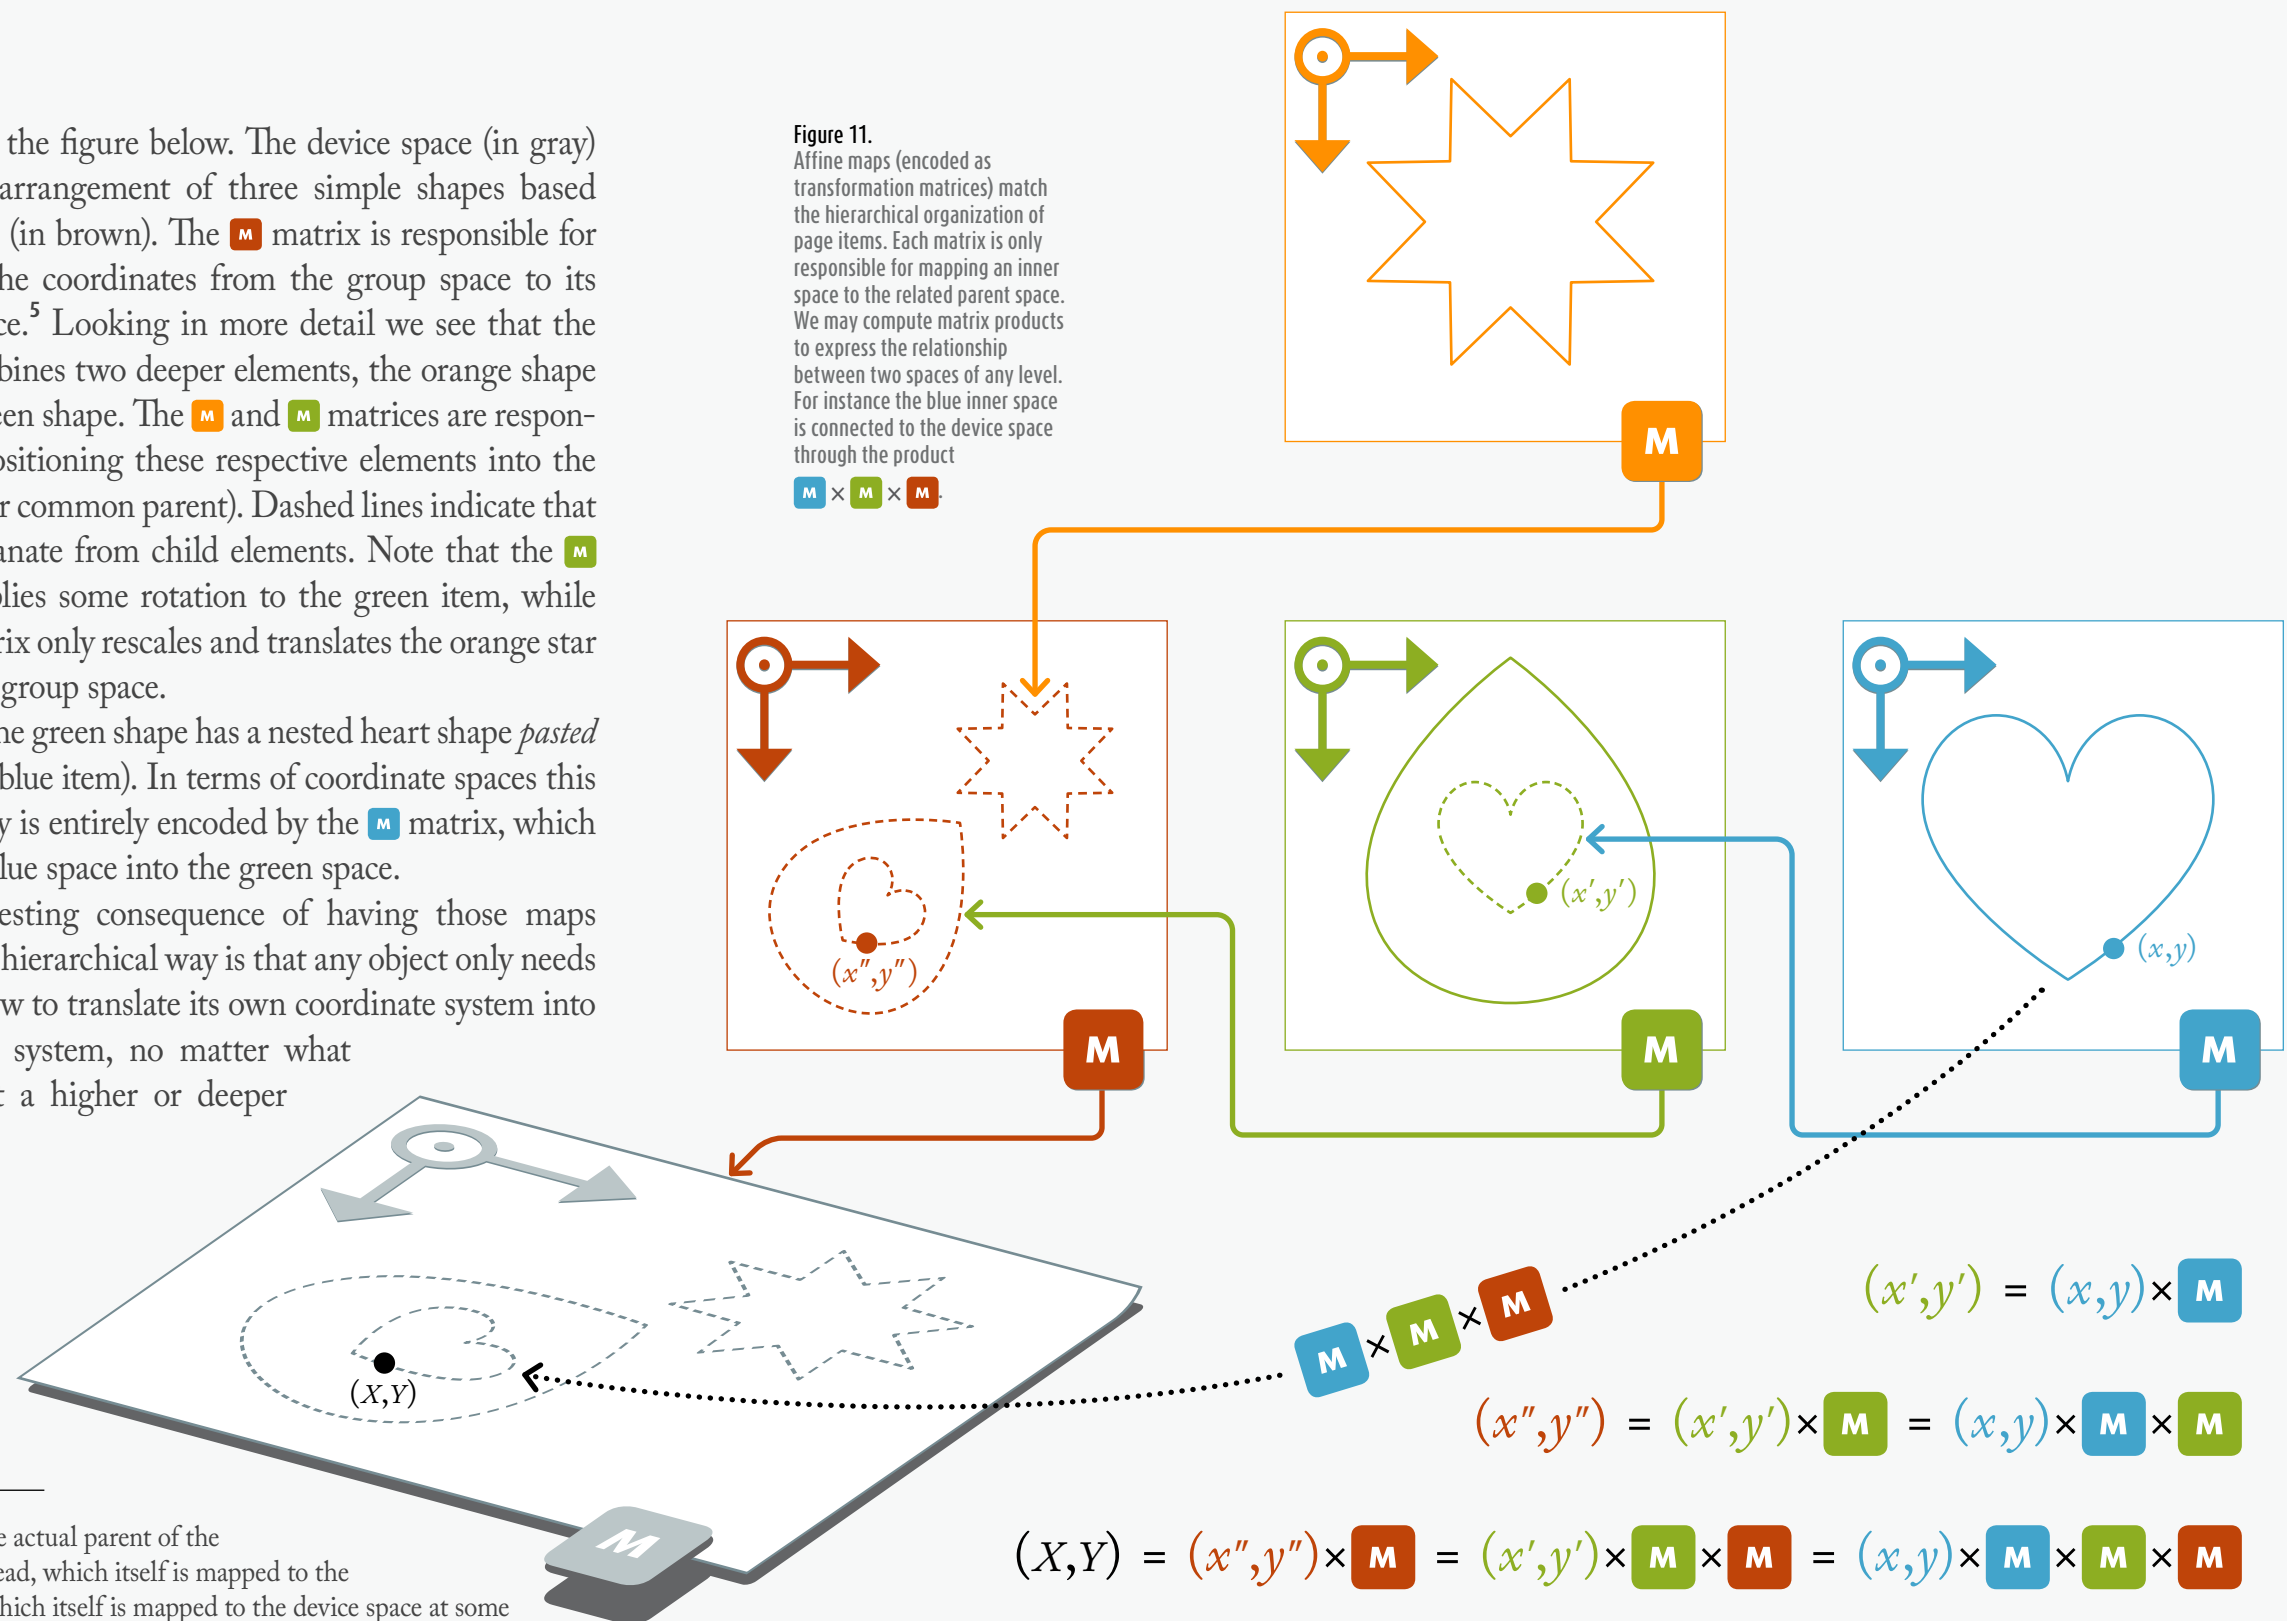 the figure below. The device space (in gray)
arrangement of three simple shapes based
(in brown). The M matrix is responsible for
he coordinates from the group space to its
ce.⁵ Looking in more detail we see that the
bines two deeper elements, the orange shape
een shape. The M and M matrices are respon-
ositioning these respective elements into the
r common parent). Dashed lines indicate that
anate from child elements. Note that the M
plies some rotation to the green item, while
rix only rescales and translates the orange star
group space.
he green shape has a nested heart shape pasted
blue item). In terms of coordinate spaces this
y is entirely encoded by the M matrix, which
lue space into the green space.
esting consequence of having those maps
hierarchical way is that any object only needs
w to translate its own coordinate system into
system, no matter what
t a higher or deeper
e actual parent of the
ead, which itself is mapped to the
hich itself is mapped to the device space at some
Figure 11.
Affine maps (encoded as
transformation matrices) match
the hierarchical organization of
page items. Each matrix is only
responsible for mapping an inner
space to the related parent space.
We may compute matrix products
to express the relationship
between two spaces of any level.
For instance the blue inner space
is connected to the device space
through the product
M × M × M.
M
(x″,y″)
M
(x′,y′)
M
(x,y)
M
(X,Y)
M
M × M × M
(x′,y′) = (x,y)× M
(x″,y″) = (x′,y′)× M = (x,y)× M × M
(X,Y) = (x″,y″)× M = (x′,y′)× M × M = (x,y)× M × M × M